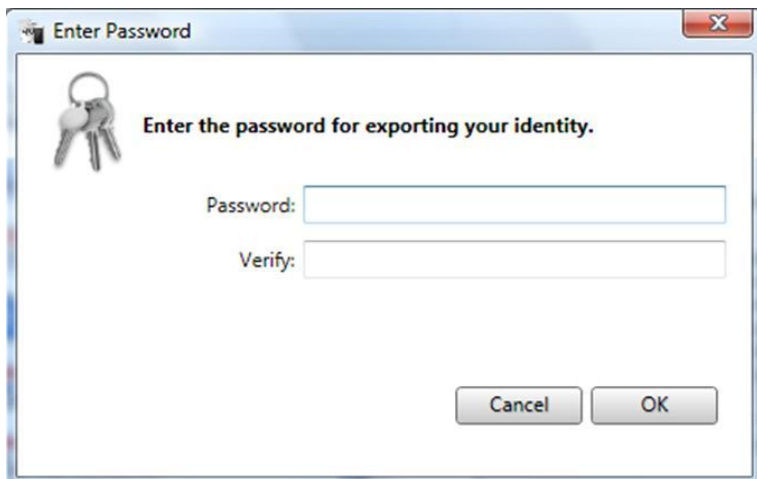 Enter Password
Enter the password for exporting your identity.
Password:
Verify:
Cancel OK